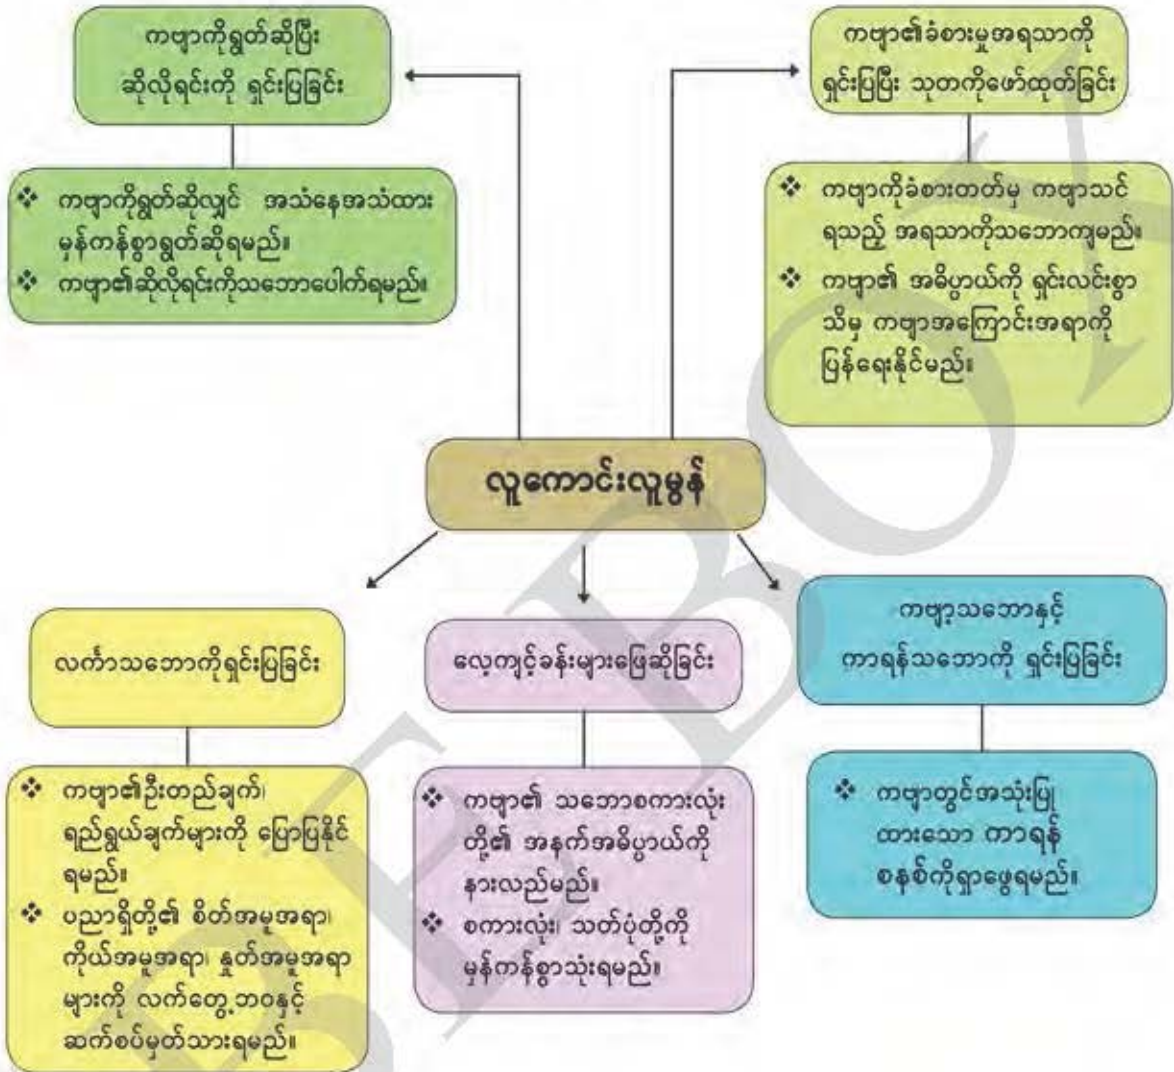 ကဗျာကိုရွတ်ဆိုပြီး
ဆိုလိုရင်းကို ရှင်းပြခြင်း
❖ ကဗျာကိုရွတ်ဆိုလျှင် အသံနေအသံထား
မှန်ကန်စွာရွတ်ဆိုရမည်။
❖ ကဗျာ၏ဆိုလိုရင်းကိုသဘောပေါက်ရမည်။
ကဗျာ၏ခံစားမှုအရသာကို
ရှင်းပြပြီး သုတကိုဖော်ထုတ်ခြင်း
❖ ကဗျာကိုခံစားတတ်မှ ကဗျာသင်
ရသည့် အရသာကိုသဘောကျမည်။
❖ ကဗျာ၏ အဓိပ္ပာယ်ကို ရှင်းလင်းစွာ
သိမှ ကဗျာအကြောင်းအရာကို
ပြန်ရေးနိုင်မည်။
လူကောင်းလူမွန်
လင်္ကာသဘောကိုရှင်းပြခြင်း
❖ ကဗျာ၏ဦးတည်ချက်၊
ရည်ရွယ်ချက်များကို ပြောပြနိုင်
ရမည်။
❖ ပညာရှိတို့၏ စိတ်အမူအရာ၊
ကိုယ်အမူအရာ၊ နှုတ်အမူအရာ
များကို လက်တွေ့ဘဝနှင့်
ဆက်စပ်မှတ်သားရမည်။
လေ့ကျင့်ခန်းများဖြေဆိုခြင်း
❖ ကဗျာ၏ သဘောစကားလုံး
တို့၏ အနက်အဓိပ္ပာယ်ကို
နားလည်မည်။
❖ စကားလုံး၊ သတ်ပုံတို့ကို
မှန်ကန်စွာသုံးရမည်။
ကဗျာ့သဘောနှင့်
ကာရန်သဘောကို ရှင်းပြခြင်း
❖ ကဗျာတွင်အသုံးပြု
ထားသော ကာရန်
စနစ်ကိုရှာဖွေရမည်။